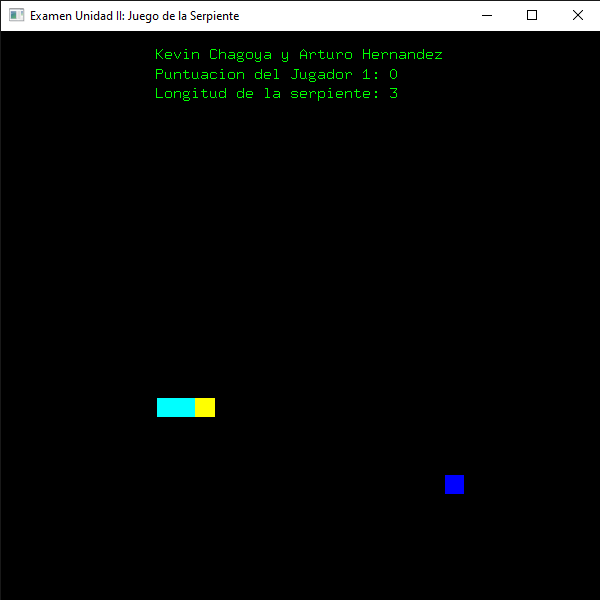 Examen Unidad II: Juego de la Serpiente
Kevin Chagoya y Arturo Hernandez
Puntuacion del Jugador 1: 0
Longitud de la serpiente: 3